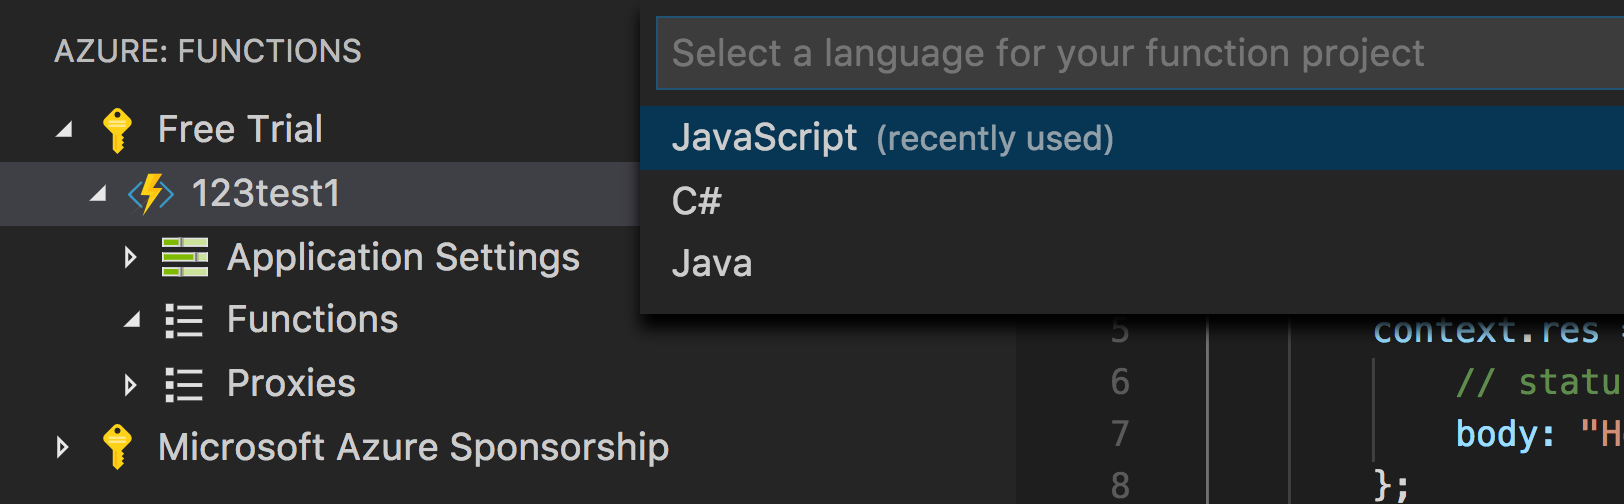 AZURE: FUNCTIONS
Free Trial
123test1
Application Settings
Functions
Proxies
Microsoft Azure Sponsorship
Select a language for your function project
JavaScript (recently used)
C#
Java
5 context.res =
6 // statu
7 body: "H
8 };